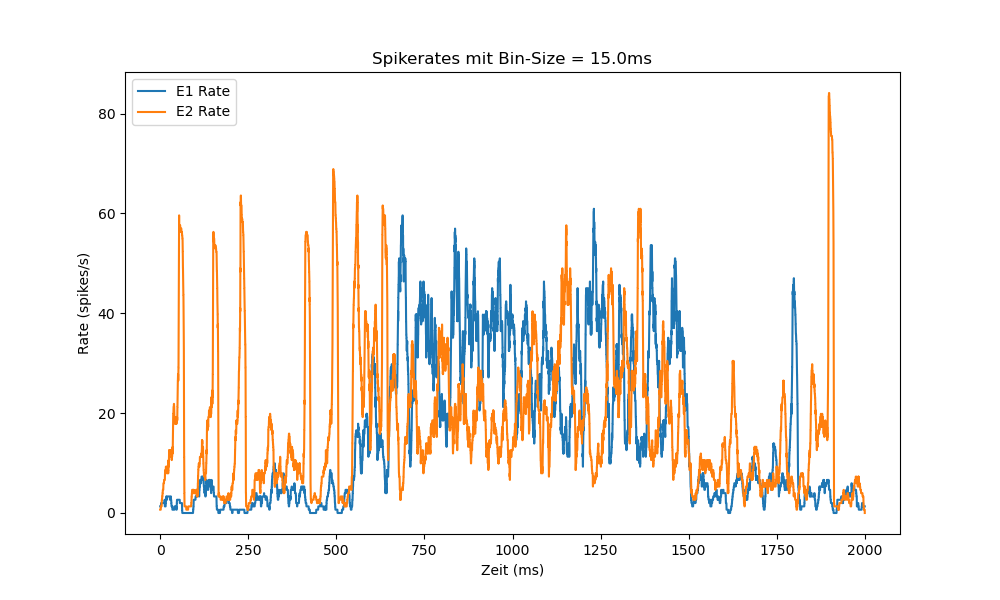 Spikerates mit Bin-Size = 15.0ms
E1 Rate
E2 Rate
80
60
40
20
0
Rate (spikes/s)
0 250 500 750 1000 1250 1500 1750 2000
Zeit (ms)